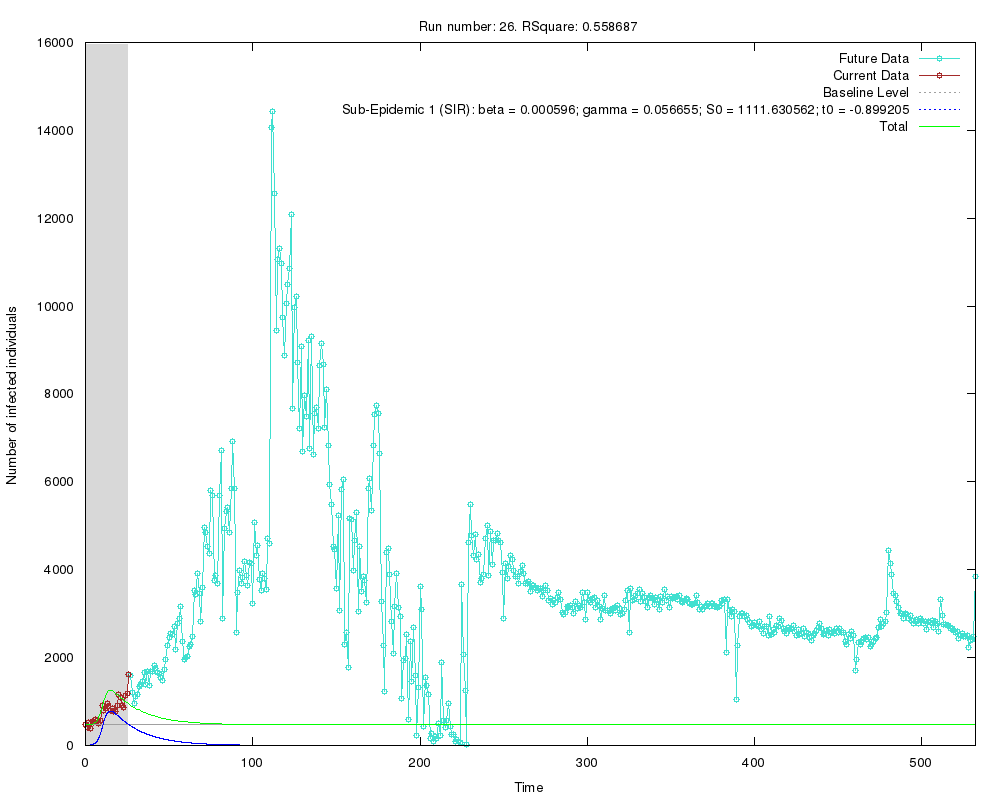 Run number: 26. RSquare: 0.558687
16000
14000
12000
10000
8000
6000
4000
2000
0
Number of infected individuals
Future Data
Current Data
Baseline Level
Sub-Epidemic 1 (SIR): beta = 0.000596; gamma = 0.056655; S0 = 1111.630562; t0 = -0.899205
Total
0 100 200 300 400 500
Time